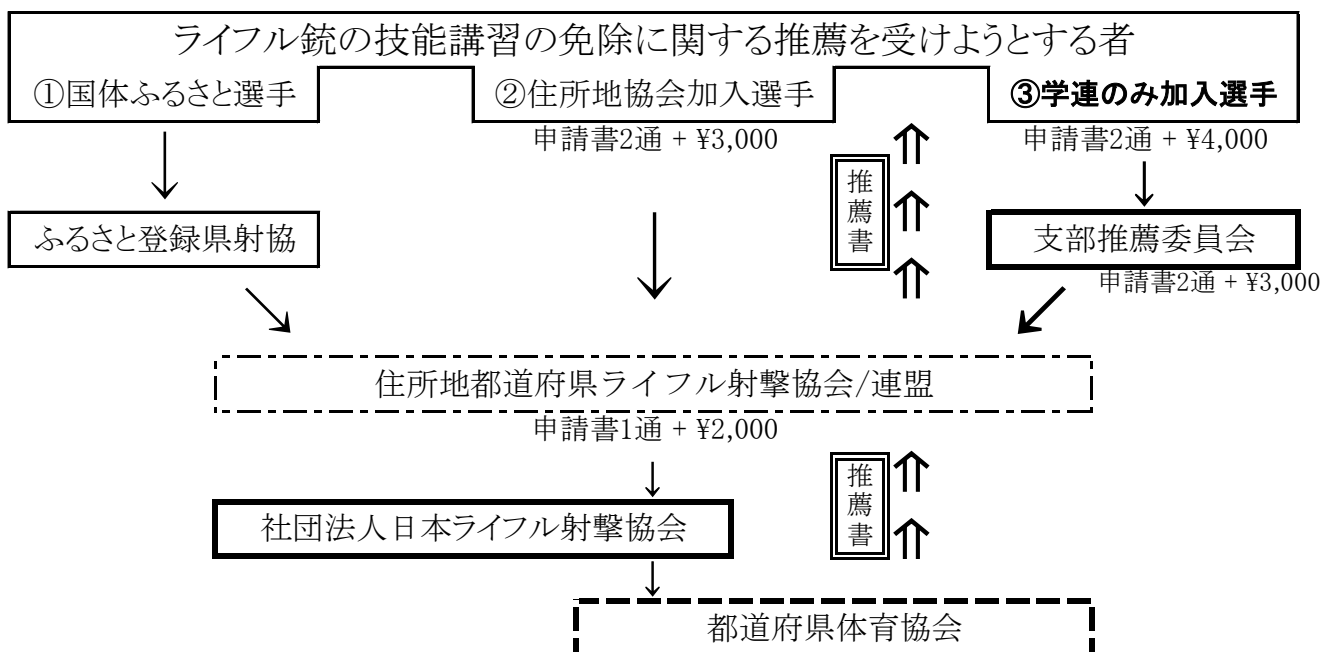 ライフル銃の技能講習の免除に関する推薦を受けようとする者
①国体ふるさと選手
②住所地協会加入選手
③学連のみ加入選手
申請書2通 + ¥3,000
申請書2通 + ¥4,000
推薦書
ふるさと登録県射協
支部推薦委員会
申請書2通 + ¥3,000
住所地都道府県ライフル射撃協会/連盟
申請書1通 + ¥2,000
推薦書
社団法人日本ライフル射撃協会
都道府県体育協会